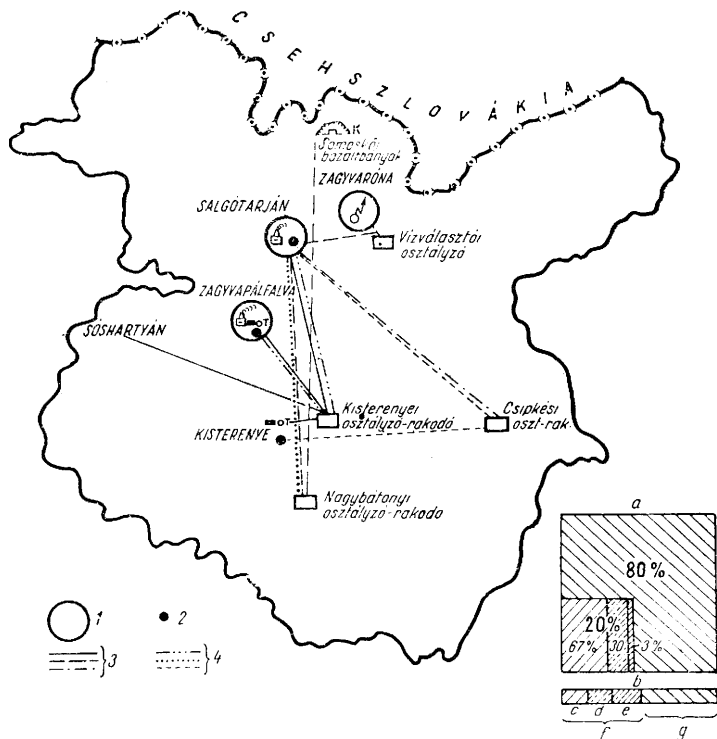 CSEHSZLOVÁKIA
K
Somoskői
bazaltbányák
ZAGYVARÓNA
SALGÓTARJÁN
Vízválasztói
osztályzó
ZAGYVAPÁLFALVA
T
SÓSHARTYÁN
Kisterenyei
osztályzó-rakodó
Csipkési
oszt-rak.
T
KISTERENYE
Nagybátonyi
osztályzó-rakodo
a
80%
20%
67% 30 3%
b
c d e
f g
1 2
3 4